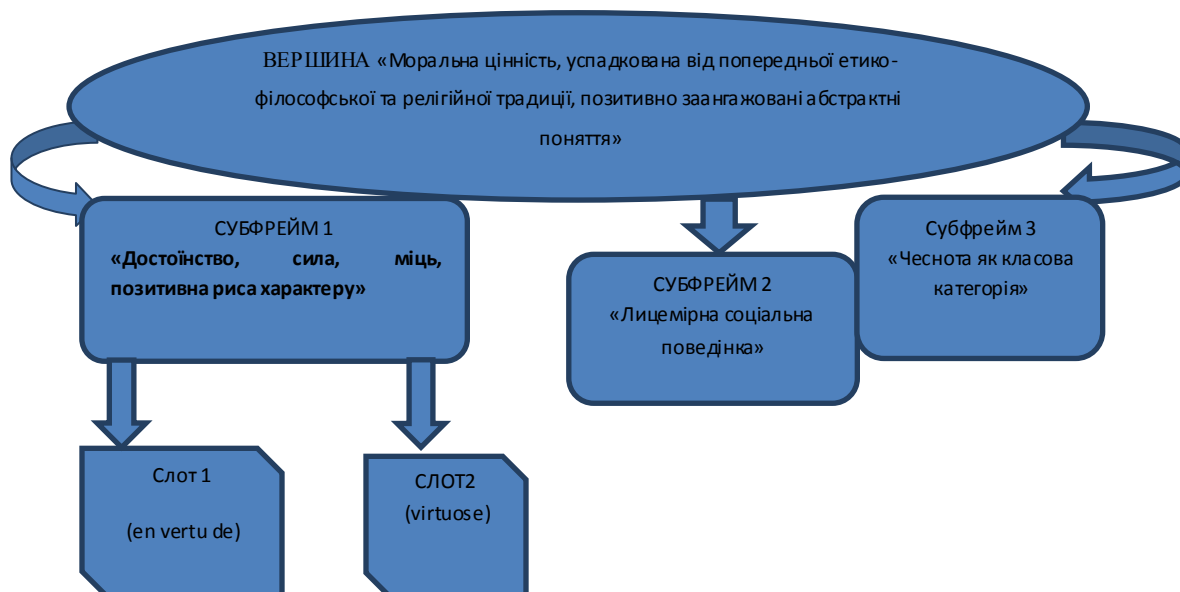 ВЕРШИНА «Моральна цінність, успадкована від попередньої етико-
філософської та релігійної традиції, позитивно заангажовані абстрактні
поняття»
СУБФРЕЙМ 1
«Достоїнство, сила, міць,
позитивна риса характеру»
СУБФРЕЙМ 2
«Лицемірна соціальна
поведінка»
Субфрейм 3
«Чеснота як класова
категорія»
Слот 1
(en vertu de)
СЛОТ2
(virtuose)